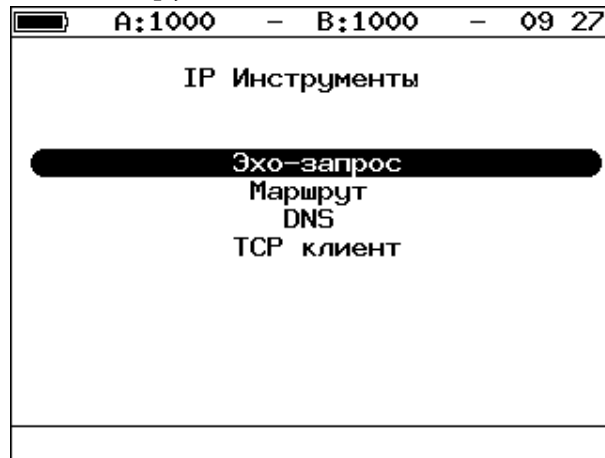 A:1000 – B:1000 – 09 27
IP Инструменты
Эхо-запрос
Маршрут
DNS
TCP клиент